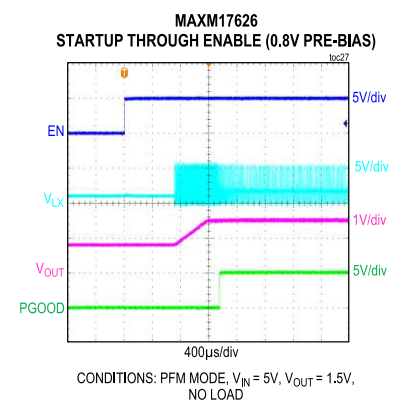 MAXM17626
STARTUP THROUGH ENABLE (0.8V PRE-BIAS)
toc27
T
EN
5V/div
VLX
5V/div
1V/div
VOUT
5V/div
PGOOD
400µs/div
CONDITIONS: PFM MODE, VIN = 5V, VOUT = 1.5V,
NO LOAD